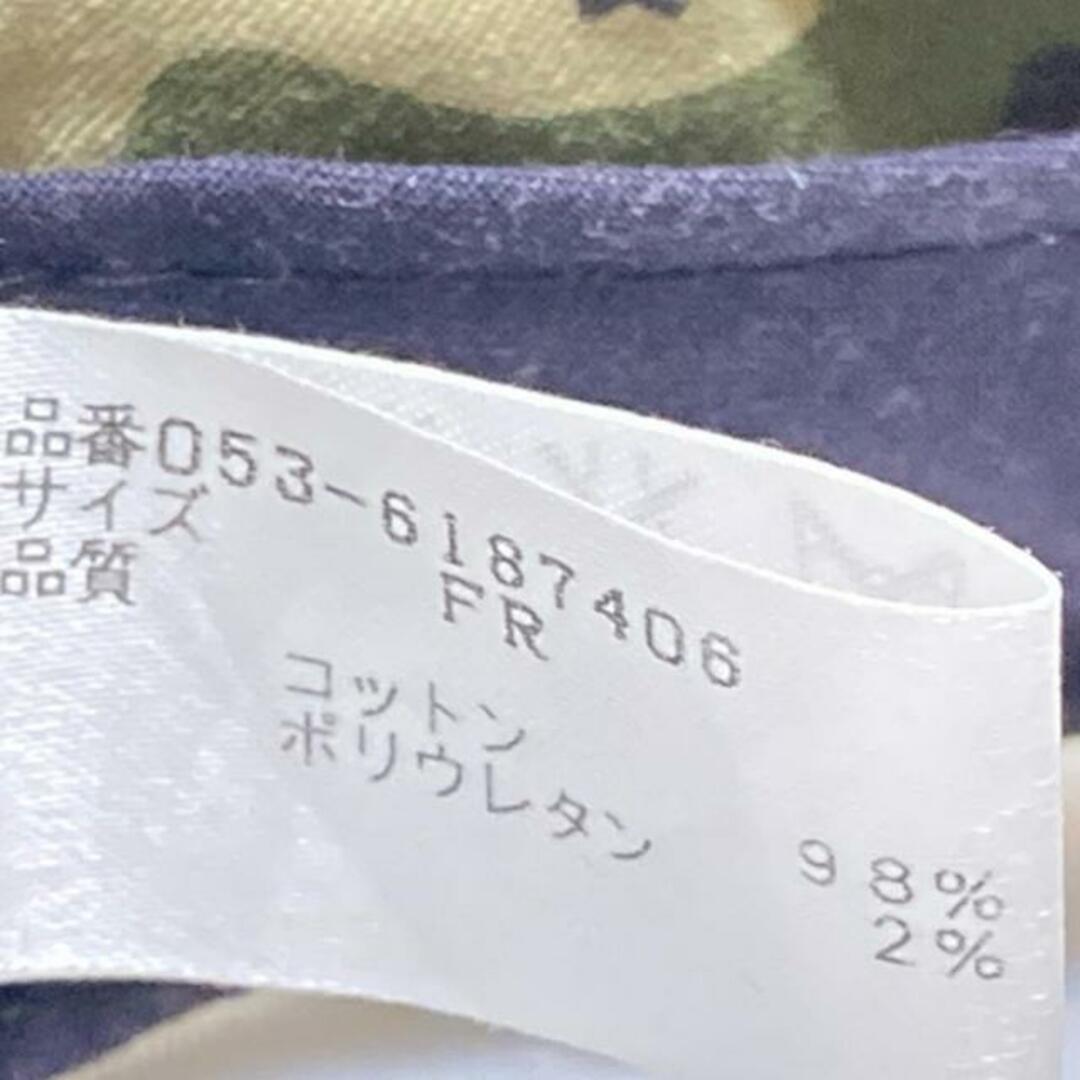 品番053-6187406
サイズ FR
品質
コットン 98%
ポリウレタン 2%